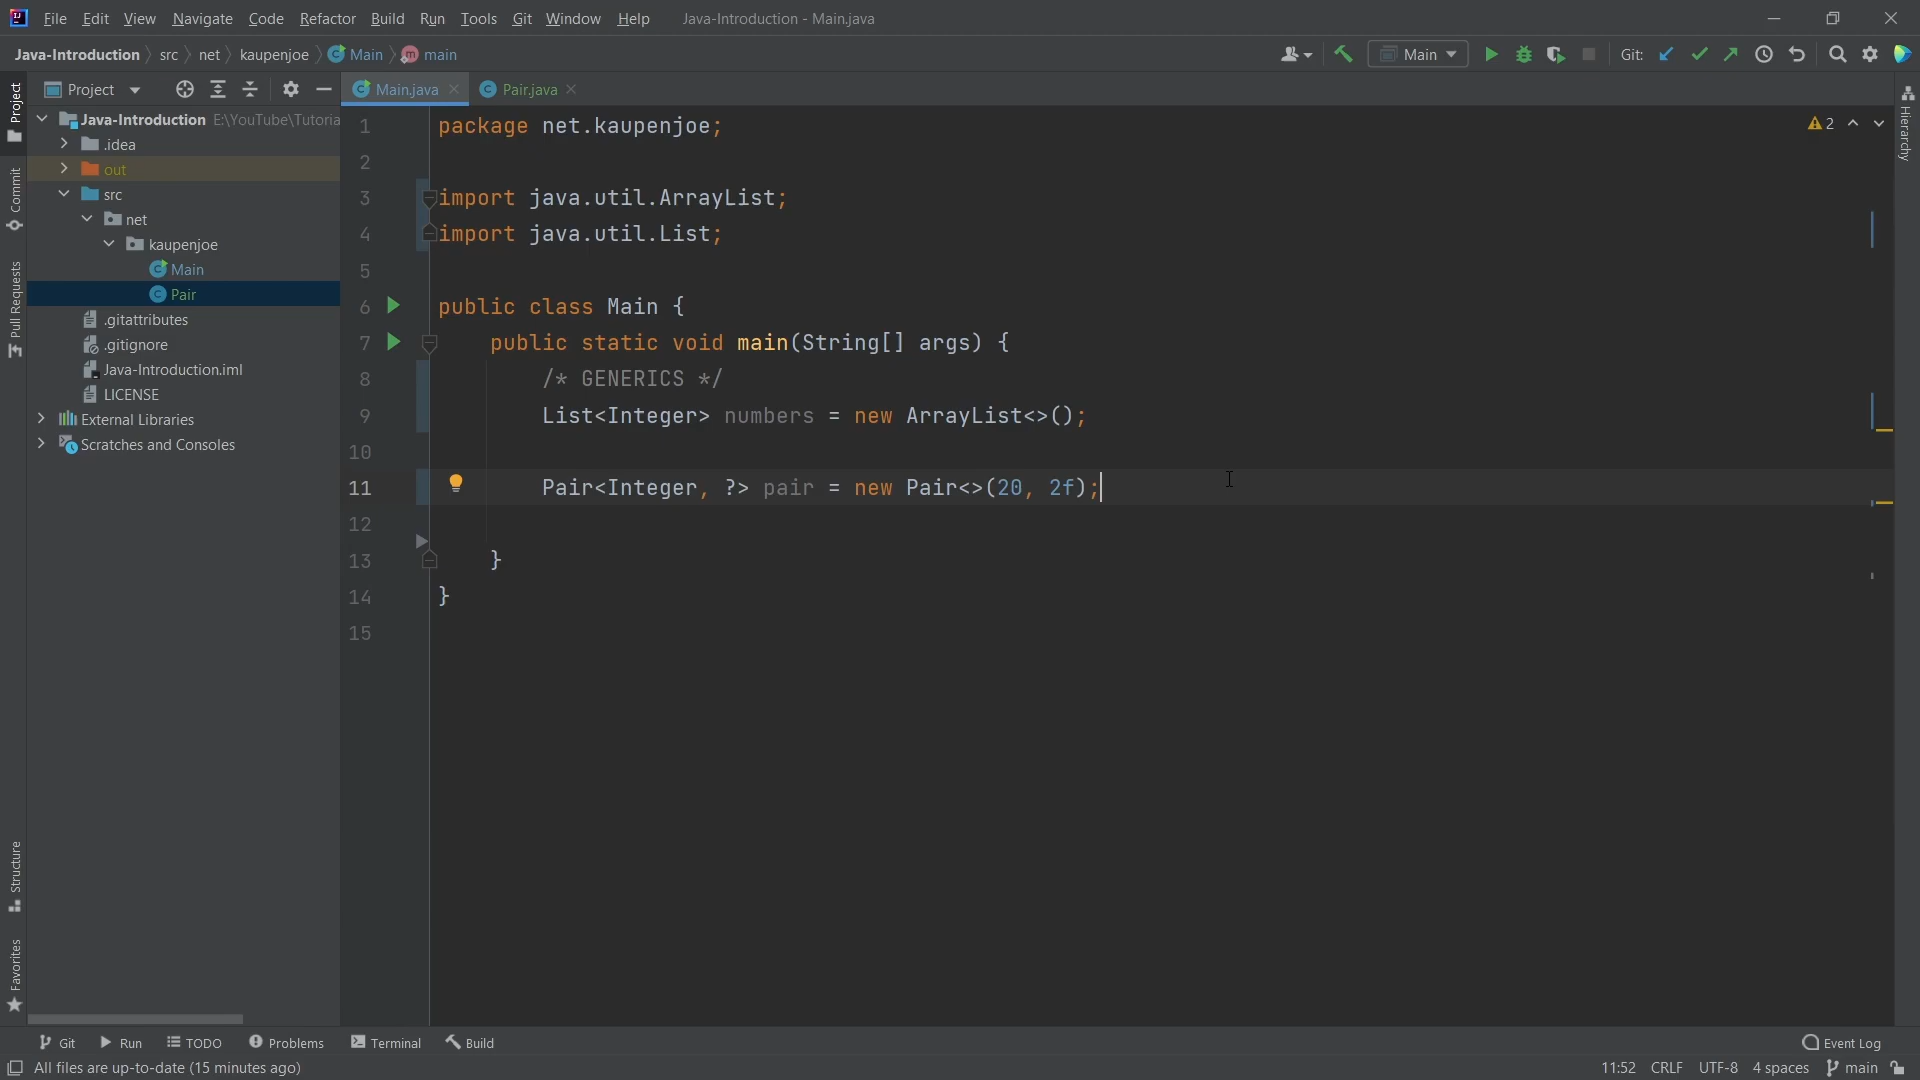 File Edit View Navigate Code Refactor Build Run Tools Git Window Help Java-Introduction - Main.java
Java-Introduction src net kaupenjoe Main main
Main Git:
Project
Main.java Pair.java
Java-Introduction E:\YouTube\Tutoria
.idea
out
src
net
kaupenjoe
Main
Pair
.gitattributes
.gitignore
Java-Introduction.iml
LICENSE
External Libraries
Scratches and Consoles
Project
Commit
Pull Requests
Structure
Favorites
1 package net.kaupenjoe;
2
3 import java.util.ArrayList;
4 import java.util.List;
5
6 public class Main {
7 public static void main(String[] args) {
8 /* GENERICS */
9 List<Integer> numbers = new ArrayList<>();
10
11 Pair<Integer, ?> pair = new Pair<>(20, 2f);
12
13 }
14 }
15
2
Hierarchy
Git Run TODO Problems Terminal Build Event Log
All files are up-to-date (15 minutes ago) 11:52 CRLF UTF-8 4 spaces main